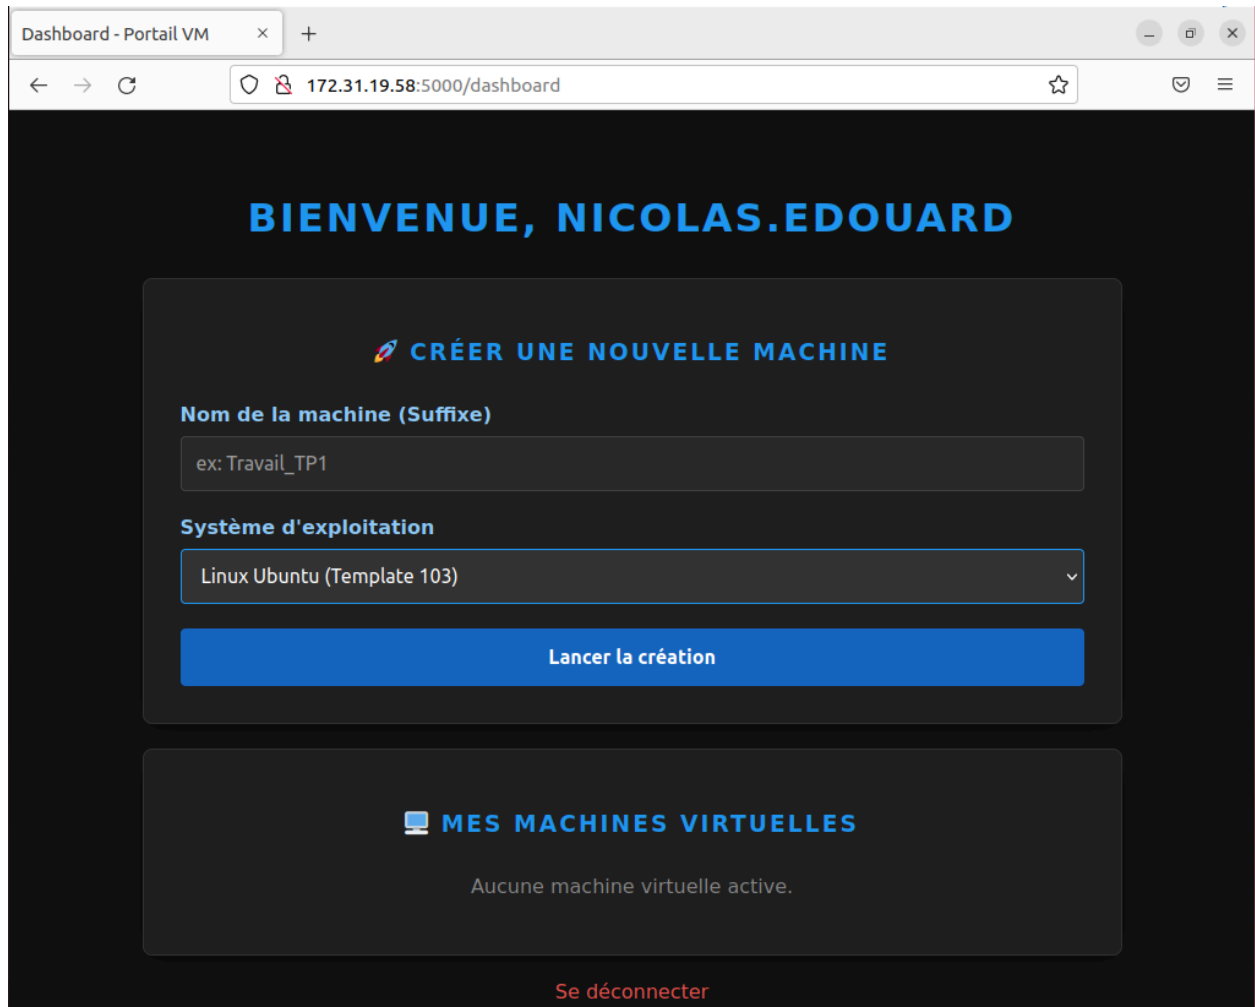 Dashboard - Portail VM
172.31.19.58:5000/dashboard
BIENVENUE, NICOLAS.EDOUARD
🚀 CRÉER UNE NOUVELLE MACHINE
Nom de la machine (Suffixe)
ex: Travail_TP1
Système d'exploitation
Linux Ubuntu (Template 103)
Lancer la création
🖥️ MES MACHINES VIRTUELLES
Aucune machine virtuelle active.
Se déconnecter